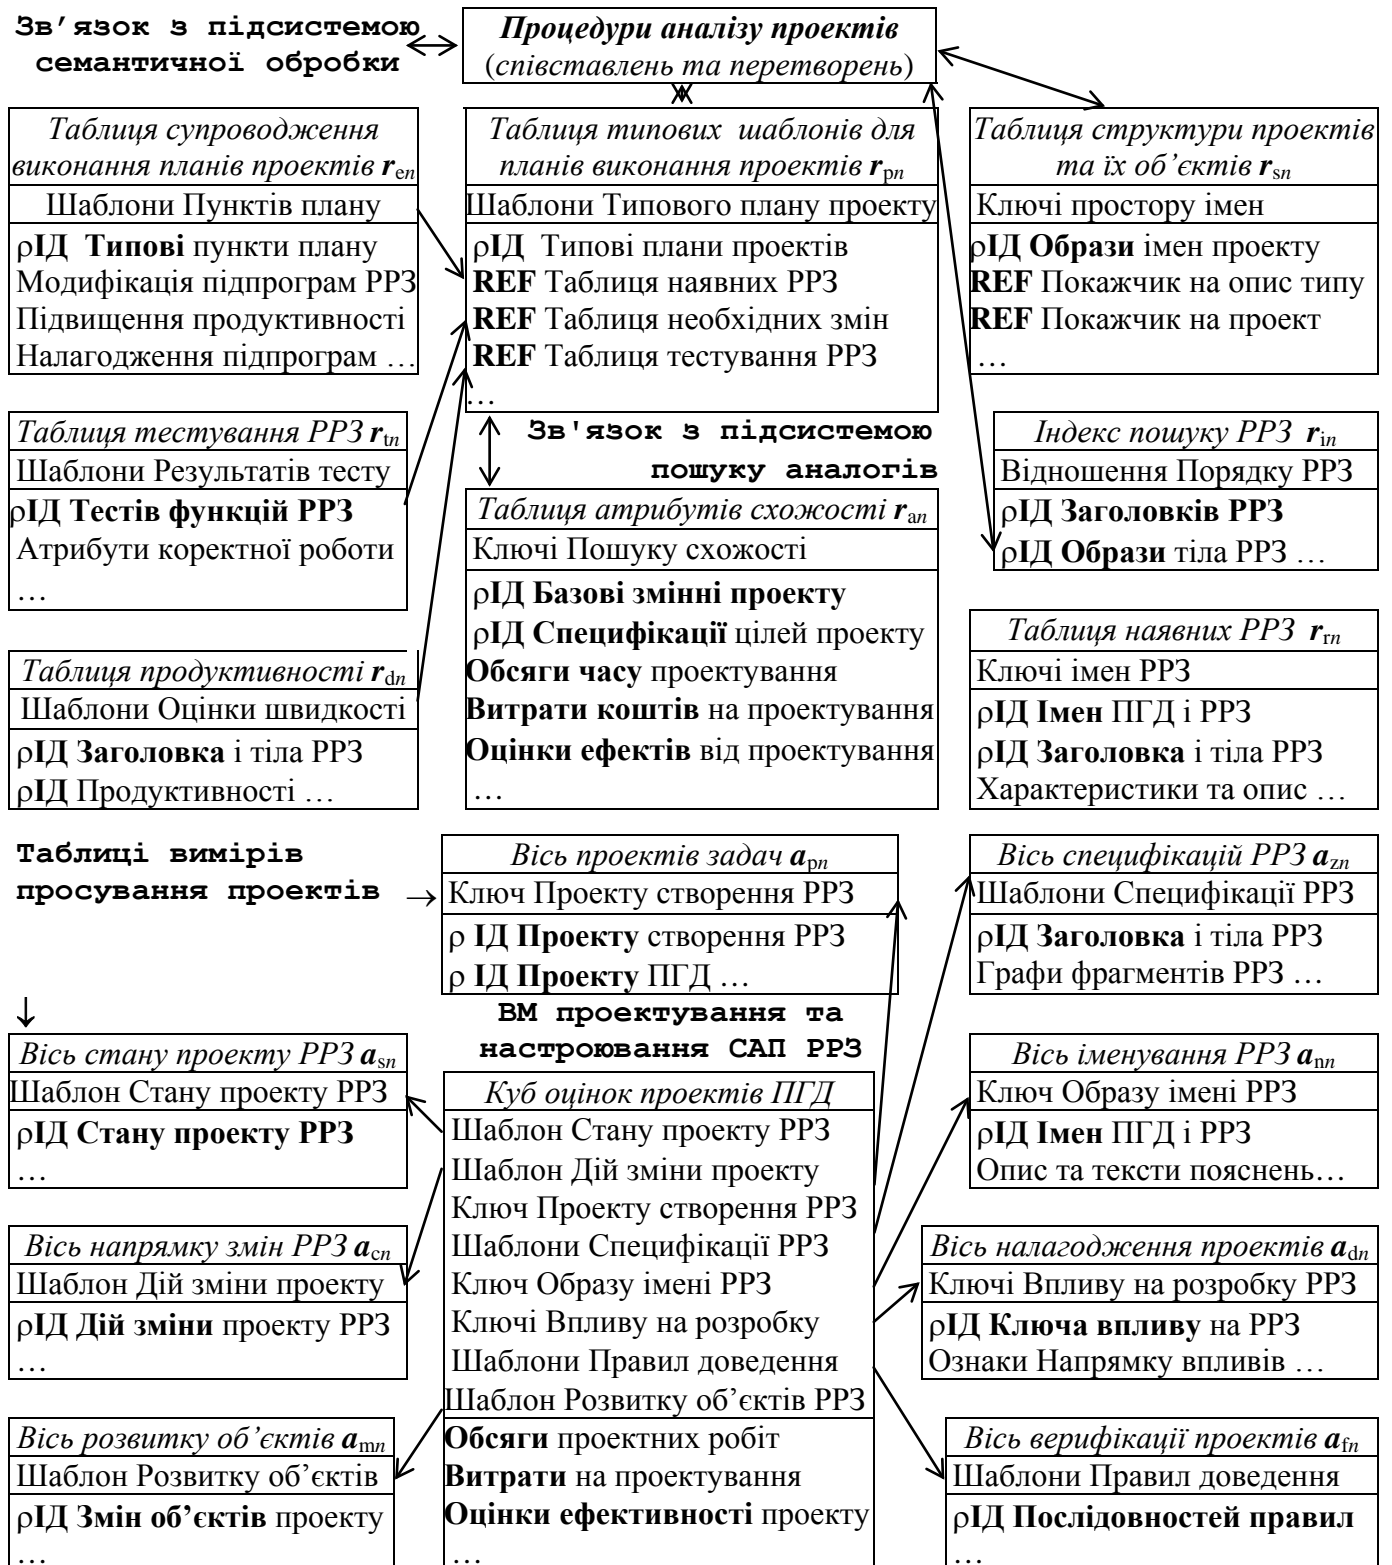 Зв’язок з підсистемою
семантичної обробки
Процедури аналізу проектів
(співставлень та перетворень)
Таблиця супроводження
виконання планів проектів ren
Шаблони Пунктів плану
ρІД Типові пункти плану
Модифікація підпрограм РРЗ
Підвищення продуктивності
Налагодження підпрограм …
Таблиця типових шаблонів для
планів виконання проектів rpn
Шаблони Типового плану проекту
ρІД Типові плани проектів
REF Таблиця наявних РРЗ
REF Таблиця необхідних змін
REF Таблиця тестування РРЗ
…
Таблиця структури проектів
та їх об’єктів rsn
Ключі простору імен
ρІД Образи імен проекту
REF Покажчик на опис типу
REF Покажчик на проект
…
Таблиця тестування РРЗ rtn
Шаблони Результатів тесту
ρІД Тестів функцій РРЗ
Атрибути коректної роботи
…
Зв'язок з підсистемою
пошуку аналогів
Індекс пошуку РРЗ rin
Відношення Порядку РРЗ
ρІД Заголовків РРЗ
ρІД Образи тіла РРЗ …
Таблиця атрибутів схожості ran
Ключі Пошуку схожості
ρІД Базові змінні проекту
ρІД Специфікації цілей проекту
Обсяги часу проектування
Витрати коштів на проектування
Оцінки ефектів від проектування
…
Таблиця продуктивності rdn
Шаблони Оцінки швидкості
ρІД Заголовка і тіла РРЗ
ρІД Продуктивності …
Таблиця наявних РРЗ rrn
Ключі імен РРЗ
ρІД Імен ПГД і РРЗ
ρІД Заголовка і тіла РРЗ
Характеристики та опис …
Таблиці вимірів
просування проектів →
↓
Вісь проектів задач apn
Ключ Проекту створення РРЗ
ρ ІД Проекту створення РРЗ
ρ ІД Проекту ПГД …
Вісь специфікацій РРЗ azn
Шаблони Специфікації РРЗ
ρІД Заголовка і тіла РРЗ
Графи фрагментів РРЗ …
ВМ проектування та
настроювання САП РРЗ
Вісь стану проекту РРЗ asn
Шаблон Стану проекту РРЗ
ρІД Стану проекту РРЗ
…
Куб оцінок проектів ПГД
Шаблон Стану проекту РРЗ
Шаблон Дій зміни проекту
Ключ Проекту створення РРЗ
Шаблони Специфікації РРЗ
Ключ Образу імені РРЗ
Ключі Впливу на розробку
Шаблони Правил доведення
Шаблон Розвитку об’єктів РРЗ
Обсяги проектних робіт
Витрати на проектування
Оцінки ефективності проекту
…
Вісь іменування РРЗ ann
Ключ Образу імені РРЗ
ρІД Імен ПГД і РРЗ
Опис та тексти пояснень…
Вісь напрямку змін РРЗ acn
Шаблон Дій зміни проекту
ρІД Дій зміни проекту РРЗ
…
Вісь налагодження проектів adn
Ключі Впливу на розробку РРЗ
ρІД Ключа впливу на РРЗ
Ознаки Напрямку впливів …
Вісь розвитку об’єктів amn
Шаблон Розвитку об’єктів
ρІД Змін об’єктів проекту
…
Вісь верифікації проектів afn
Шаблони Правил доведення
ρІД Послідовностей правил
…